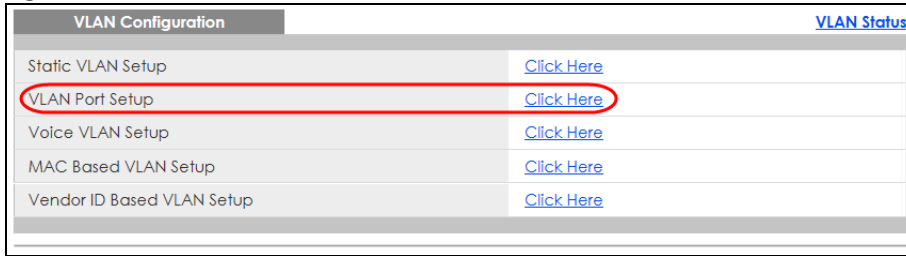 VLAN Configuration VLAN Status
Static VLAN Setup Click Here
VLAN Port Setup Click Here
Voice VLAN Setup Click Here
MAC Based VLAN Setup Click Here
Vendor ID Based VLAN Setup Click Here